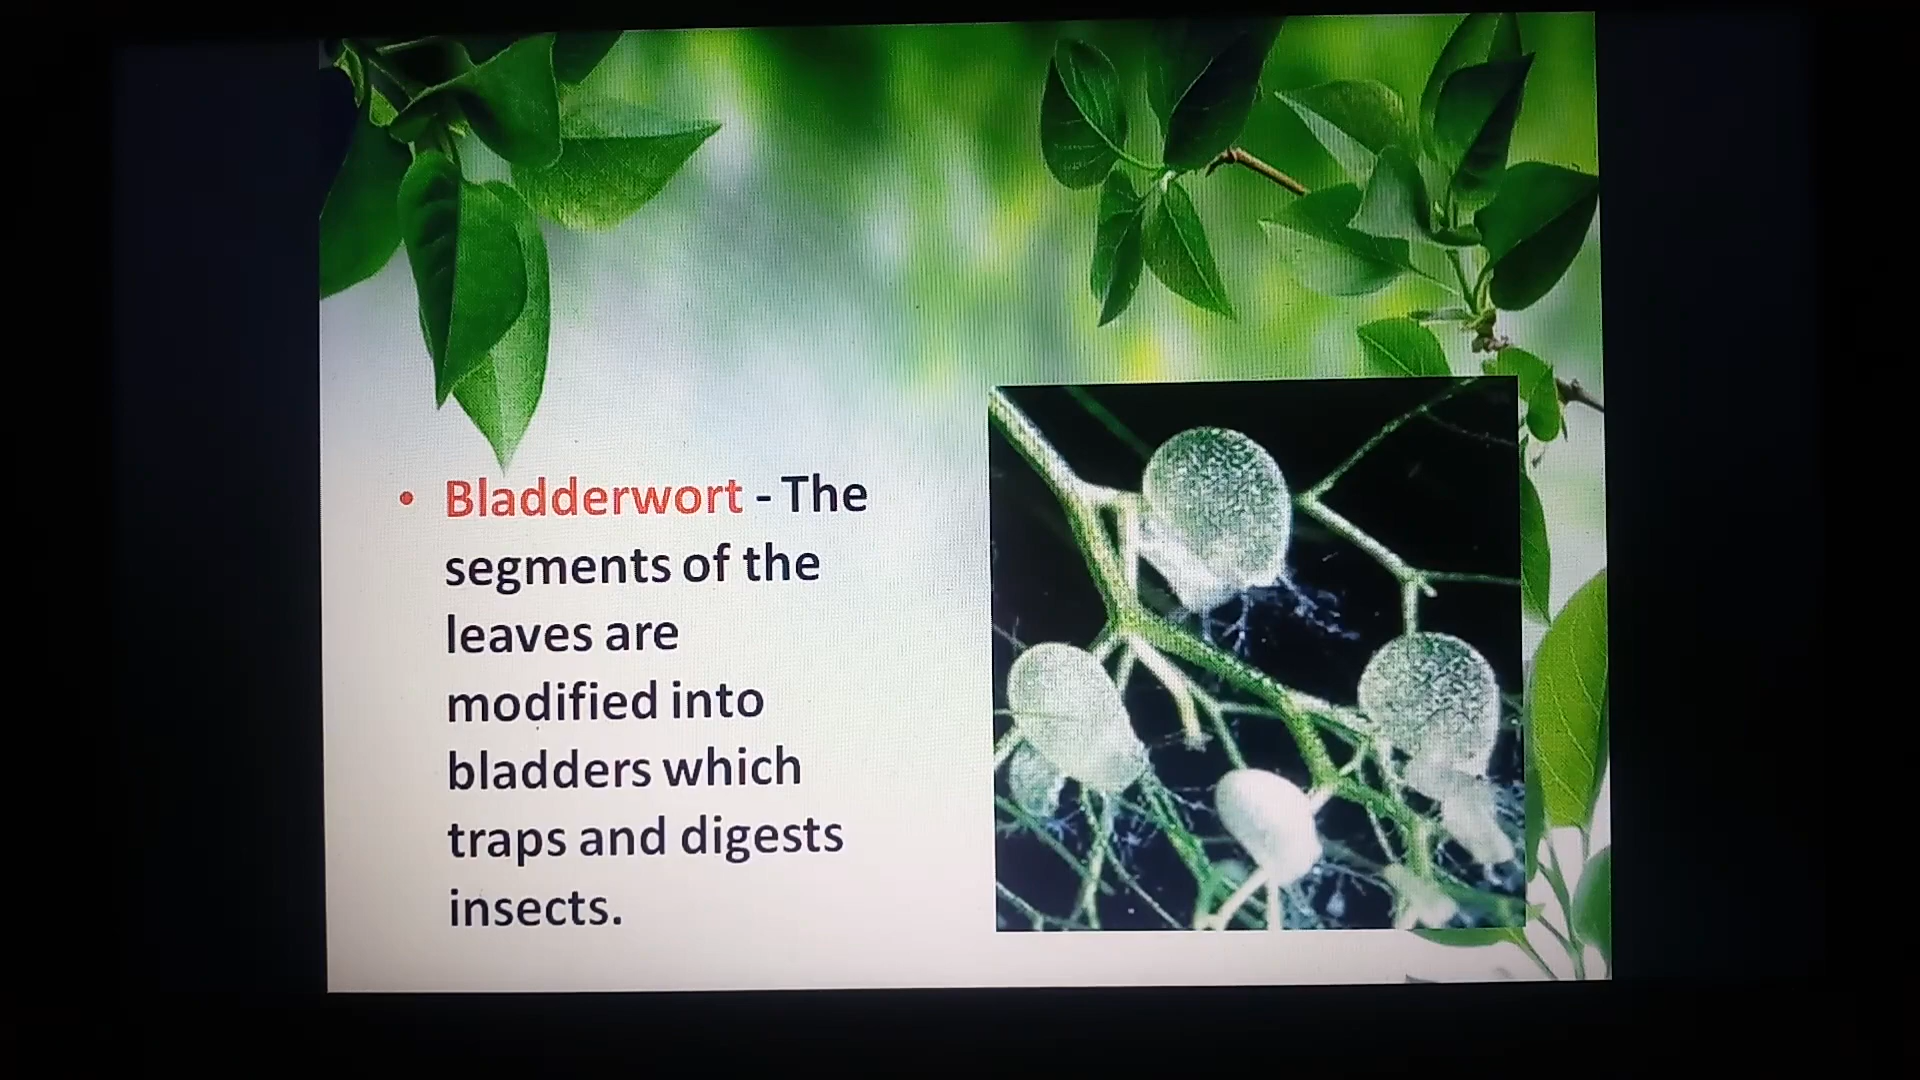 • Bladderwort - The
segments of the
leaves are
modified into
bladders which
traps and digests
insects.